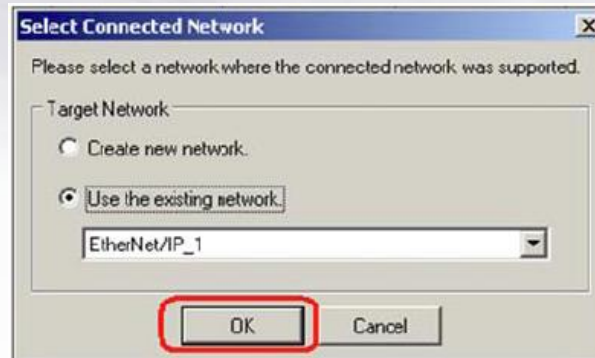 Select Connected Network
Please select a network where the connected network was supported.
Target Network
Create new network.
Use the existing network.
EtherNet/IP_1
OK
Cancel